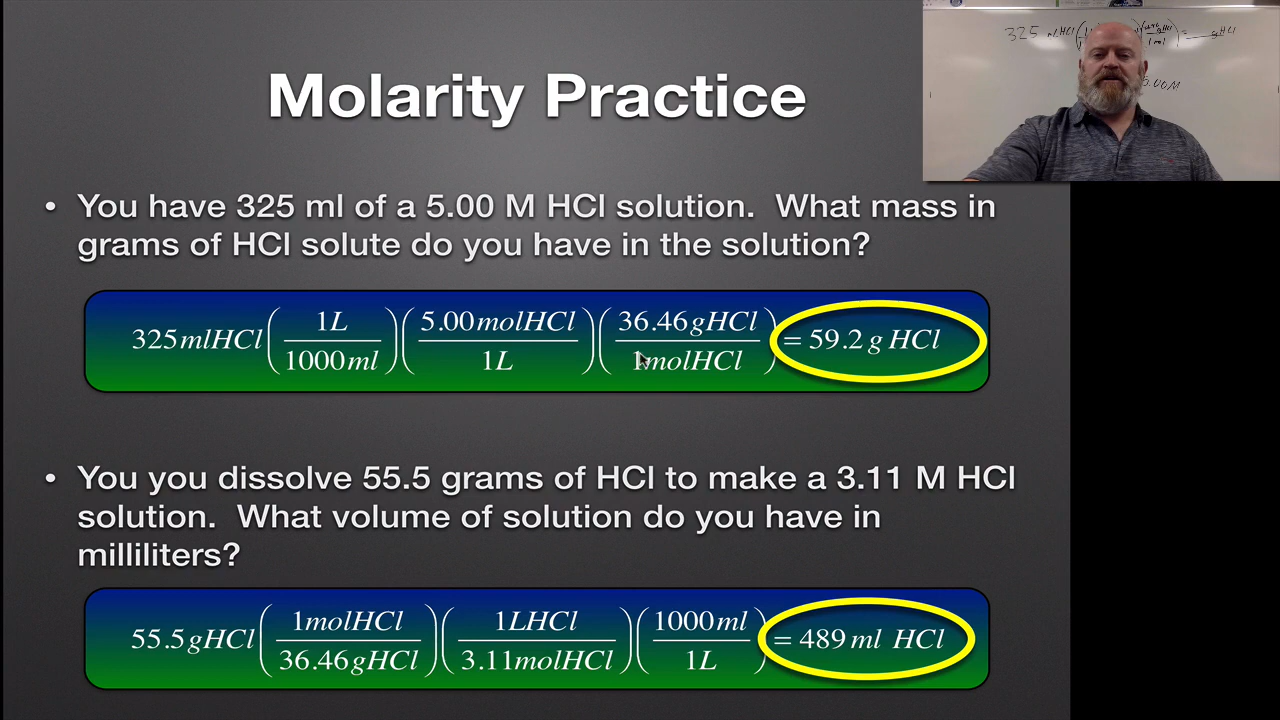 Molarity Practice
325
5.00M
• You have 325 ml of a 5.00 M HCl solution. What mass in
grams of HCl solute do you have in the solution?
325mlHCl(1L/1000ml)(5.00molHCl/1L)(36.46gHCl/1molHCl) = 59.2 g HCl
• You you dissolve 55.5 grams of HCl to make a 3.11 M HCl
solution. What volume of solution do you have in
milliliters?
55.5gHCl(1molHCl/36.46gHCl)(1LHCl/3.11molHCl)(1000ml/1L) = 489 ml HCl